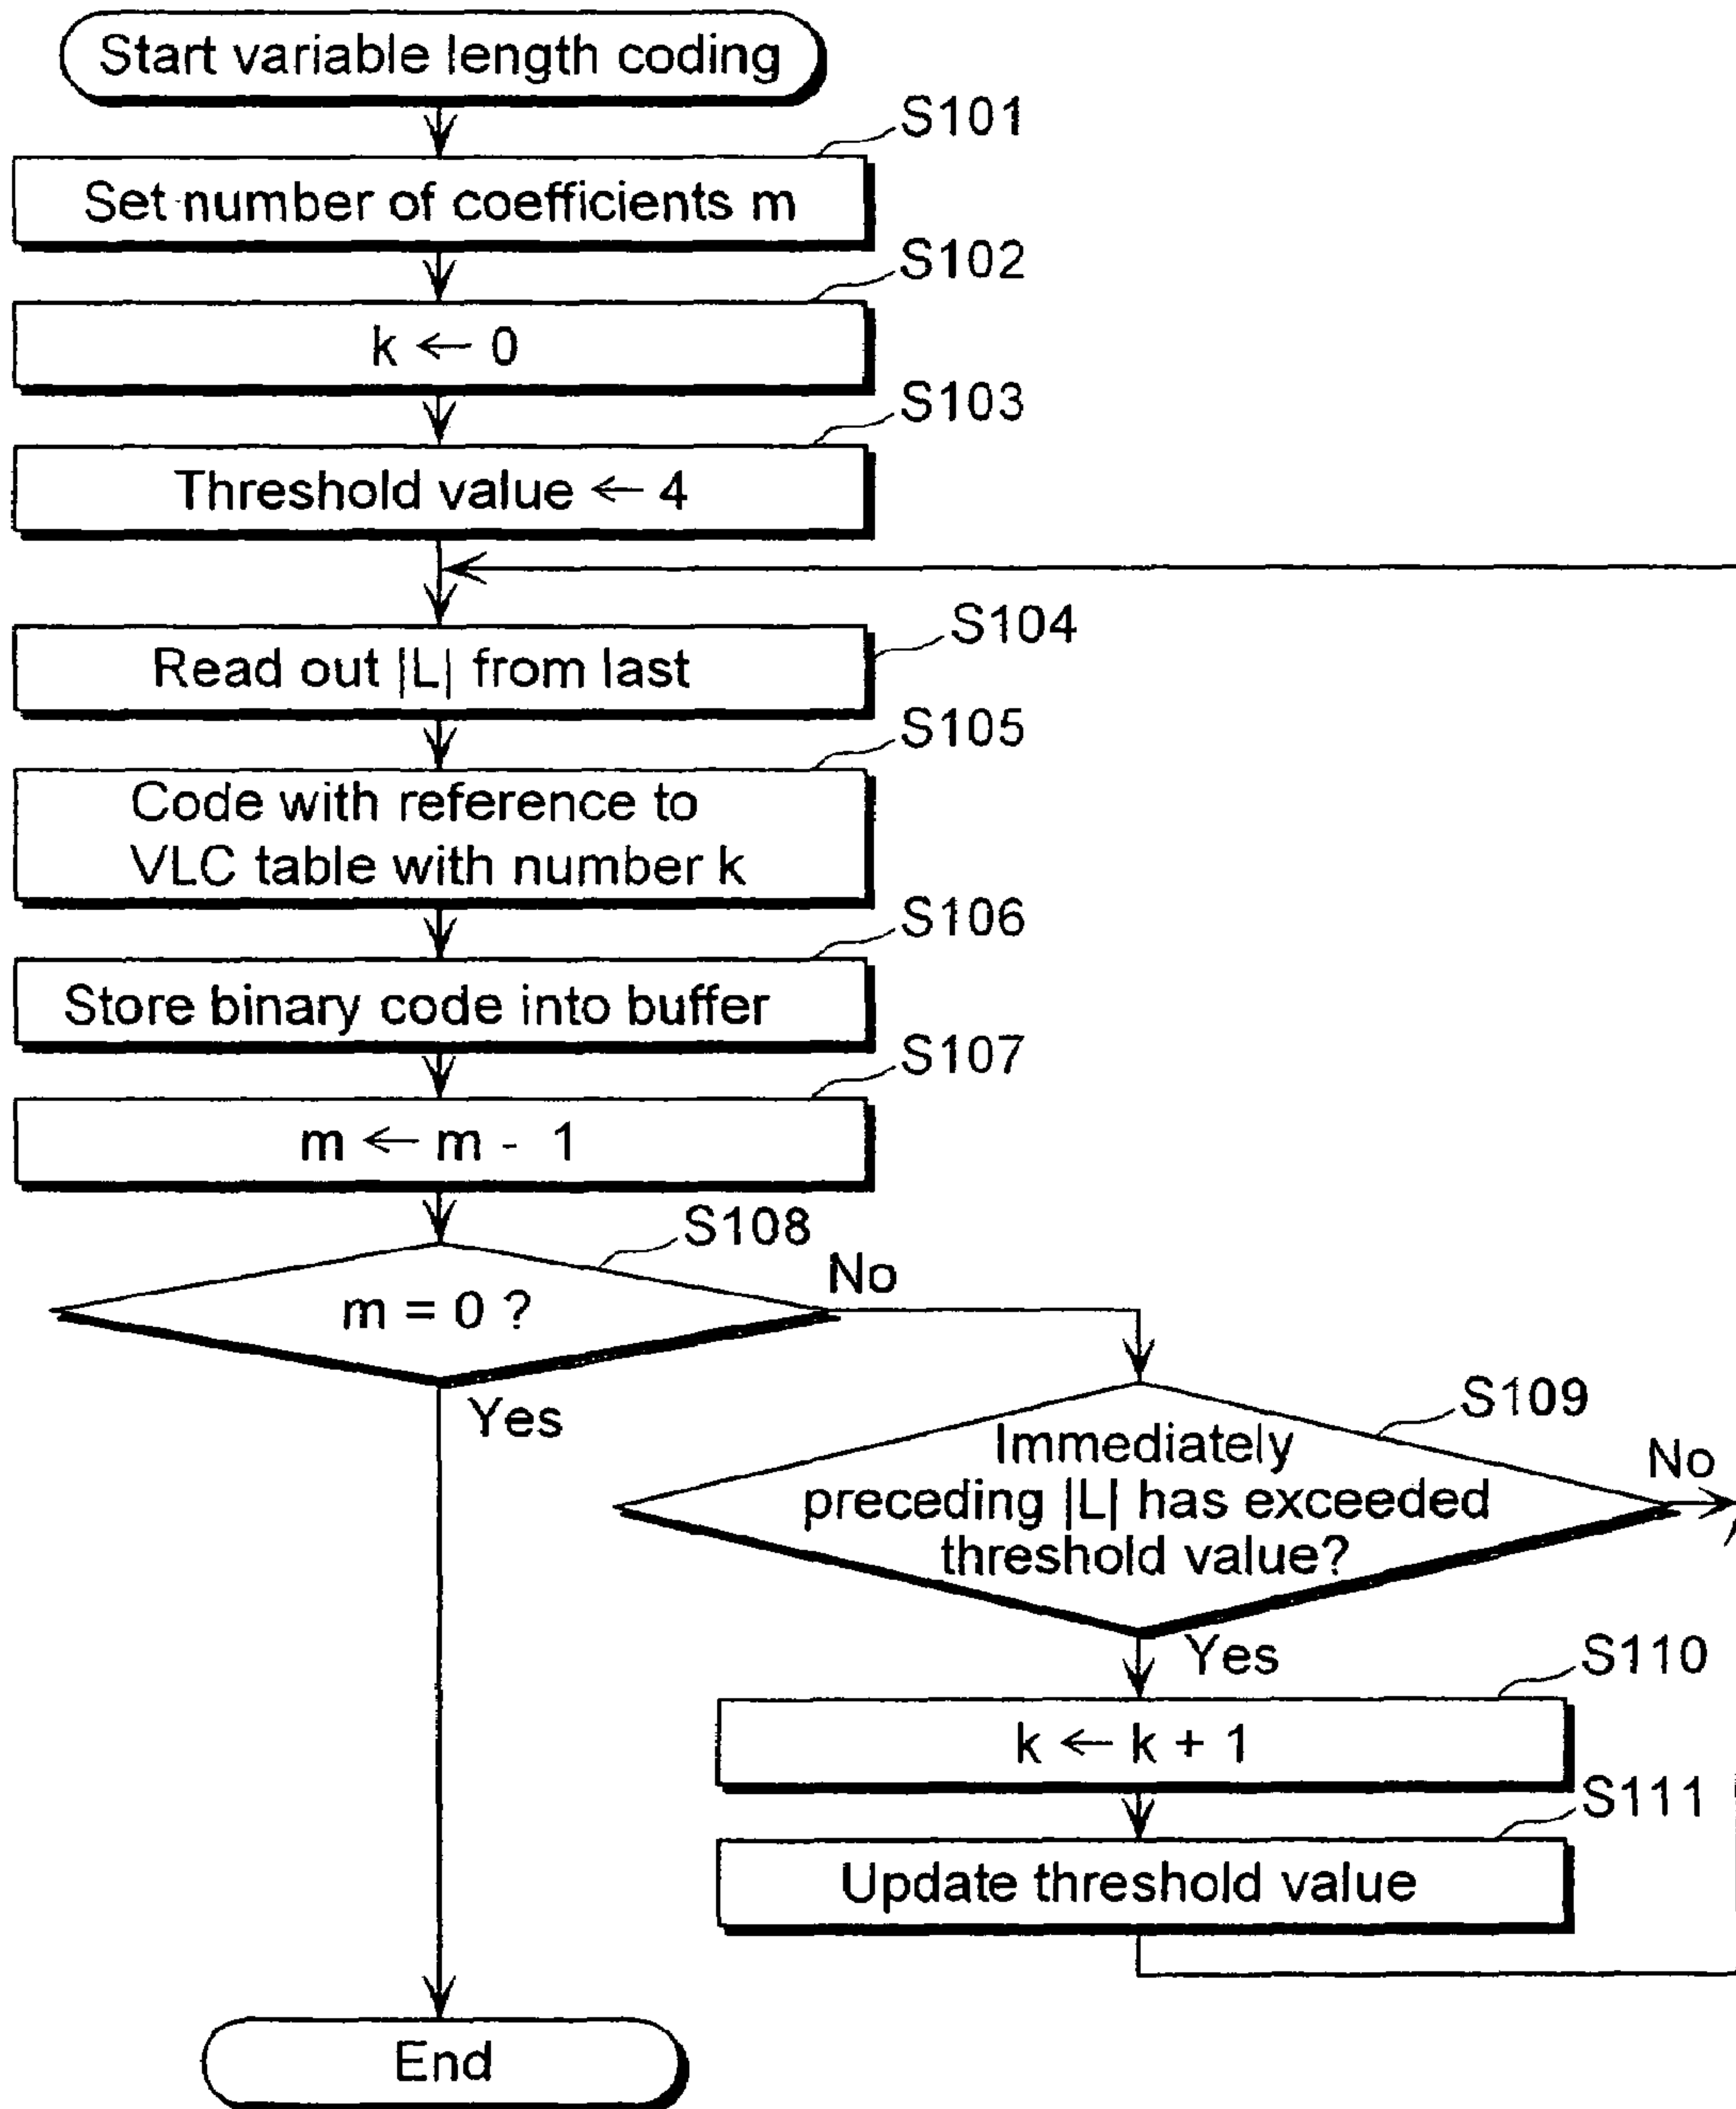 Start variable length coding
S101
Set number of coefficients m
S102
k ← 0
S103
Threshold value ← 4
S104
Read out |L| from last
S105
Code with reference to
VLC table with number k
S106
Store binary code into buffer
S107
m ← m - 1
S108
m = 0 ?
No
Yes
S109
Immediately
preceding |L| has exceeded
threshold value?
No
Yes
S110
k ← k + 1
S111
Update threshold value
End